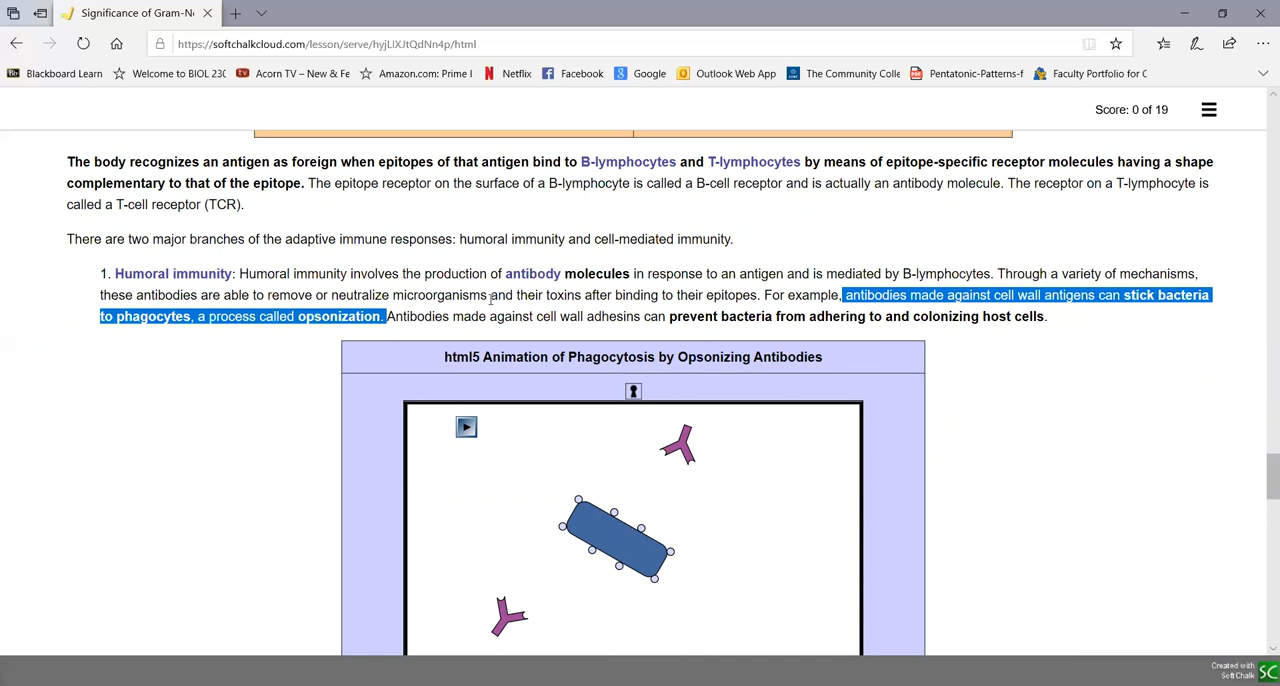 Significance of Gram-Ne
https://softchalkcloud.com/lesson/serve/hyjLlXJtQdNn4p/html
Blackboard Learn Welcome to BIOL 230 Acorn TV – New & Fe Amazon.com: Prime I Netflix Facebook Google Outlook Web App The Community Colle Pentatonic-Patterns-f Faculty Portfolio for C
Score: 0 of 19
The body recognizes an antigen as foreign when epitopes of that antigen bind to B-lymphocytes and T-lymphocytes by means of epitope-specific receptor molecules having a shape
complementary to that of the epitope. The epitope receptor on the surface of a B-lymphocyte is called a B-cell receptor and is actually an antibody molecule. The receptor on a T-lymphocyte is
called a T-cell receptor (TCR).
There are two major branches of the adaptive immune responses: humoral immunity and cell-mediated immunity.
1. Humoral immunity: Humoral immunity involves the production of antibody molecules in response to an antigen and is mediated by B-lymphocytes. Through a variety of mechanisms,
these antibodies are able to remove or neutralize microorganisms and their toxins after binding to their epitopes. For example, antibodies made against cell wall antigens can stick bacteria
to phagocytes, a process called opsonization. Antibodies made against cell wall adhesins can prevent bacteria from adhering to and colonizing host cells.
html5 Animation of Phagocytosis by Opsonizing Antibodies
Created with
SoftChalk
SC